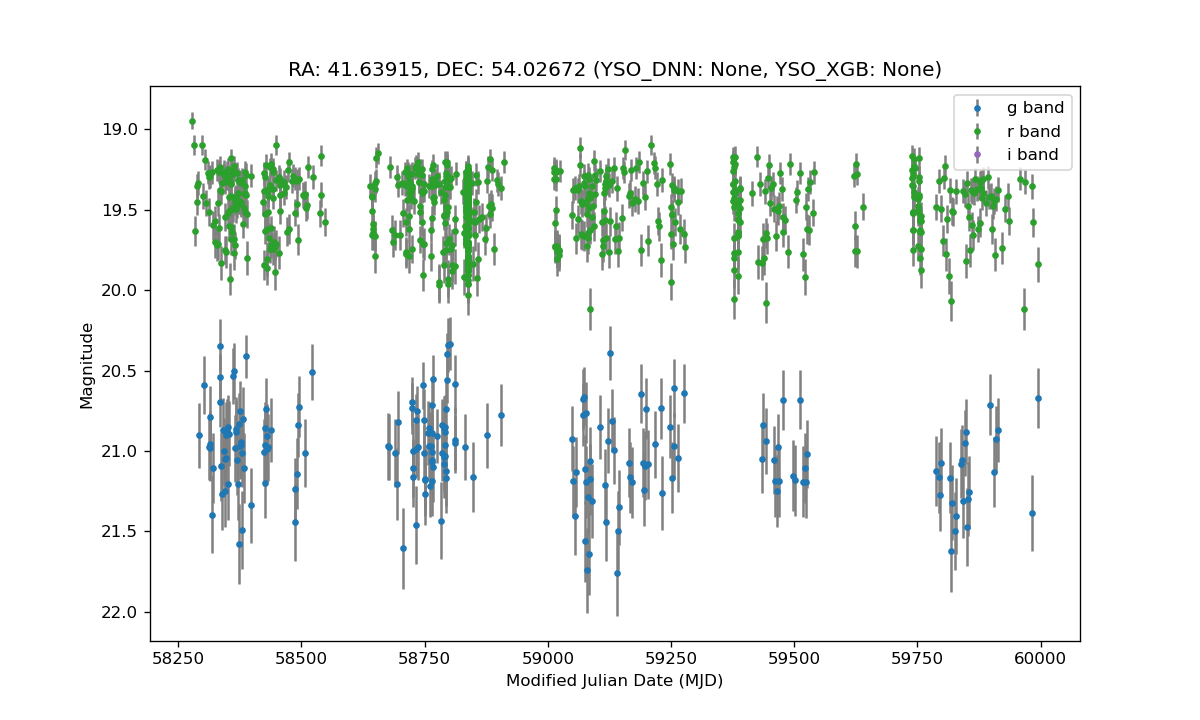 RA: 41.63915, DEC: 54.02672 (YSO_DNN: None, YSO_XGB: None)
g band
r band
i band
19.0
19.5
20.0
20.5
21.0
21.5
22.0
Magnitude
58250 58500 58750 59000 59250 59500 59750 60000
Modified Julian Date (MJD)